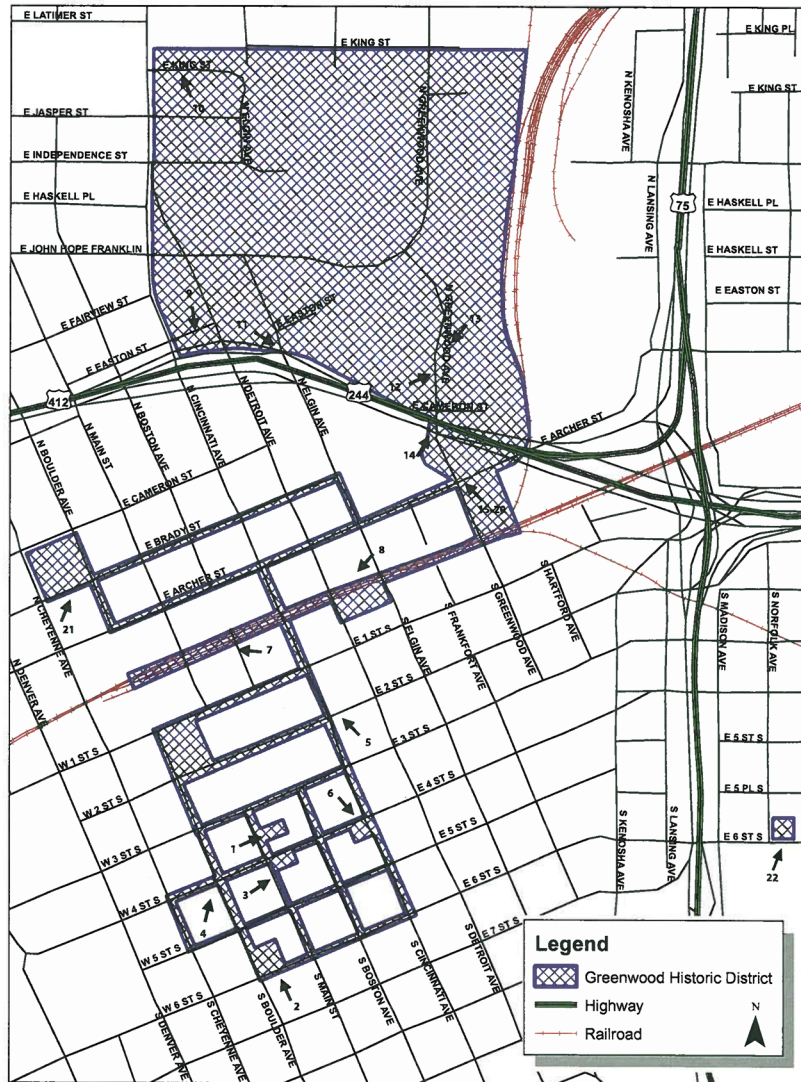 E LATIMER ST
E KING ST
E KING PL
E KING ST
N KENOSHA AVE
E KING ST
10
N ELGIN AVE
N GREENWOOD AVE
E JASPER ST
E INDEPENDENCE ST
N LANSING AVE
75
E HASKELL PL
E HASKELL PL
E JOHN HOPE FRANKLIN
E HASKELL ST
E EASTON ST
N GREENWOOD AVE
9
11
E EASTON ST
13
E FAIRVIEW ST
E EASTON ST
12
412
244
E CAMERON ST
E ARCHER ST
14
N BOULDER AVE
N MAIN ST
N BOSTON AVE
N CINCINNATI AVE
N DETROIT AVE
N ELGIN AVE
E CAMERON ST
15-20
E BRADY ST
8
E ARCHER ST
21
N CHEYENNE AVE
N DENVER AVE
7
E 1 ST S
S ELGIN AVE
S FRANKFORT AVE
S GREENWOOD AVE
S HARTFORD AVE
S MADISON AVE
S NORFOLK AVE
E 2 ST S
5
E 3 ST S
W 1 ST S
W 2 ST S
E 4 ST S
E 5 ST S
6
W 3 ST S
1
E 5 ST S
E 5 PL S
E 6 ST S
22
S KENOSHA AVE
S LANSING AVE
3
W 4 ST S
4
E 6 ST S
W 5 ST S
E 7 ST S
W 6 ST S
2
S DENVER AVE
S CHEYENNE AVE
S BOULDER AVE
S MAIN ST
S BOSTON AVE
S CINCINNATI AVE
S DETROIT AVE
Legend
Greenwood Historic District
Highway
Railroad
N